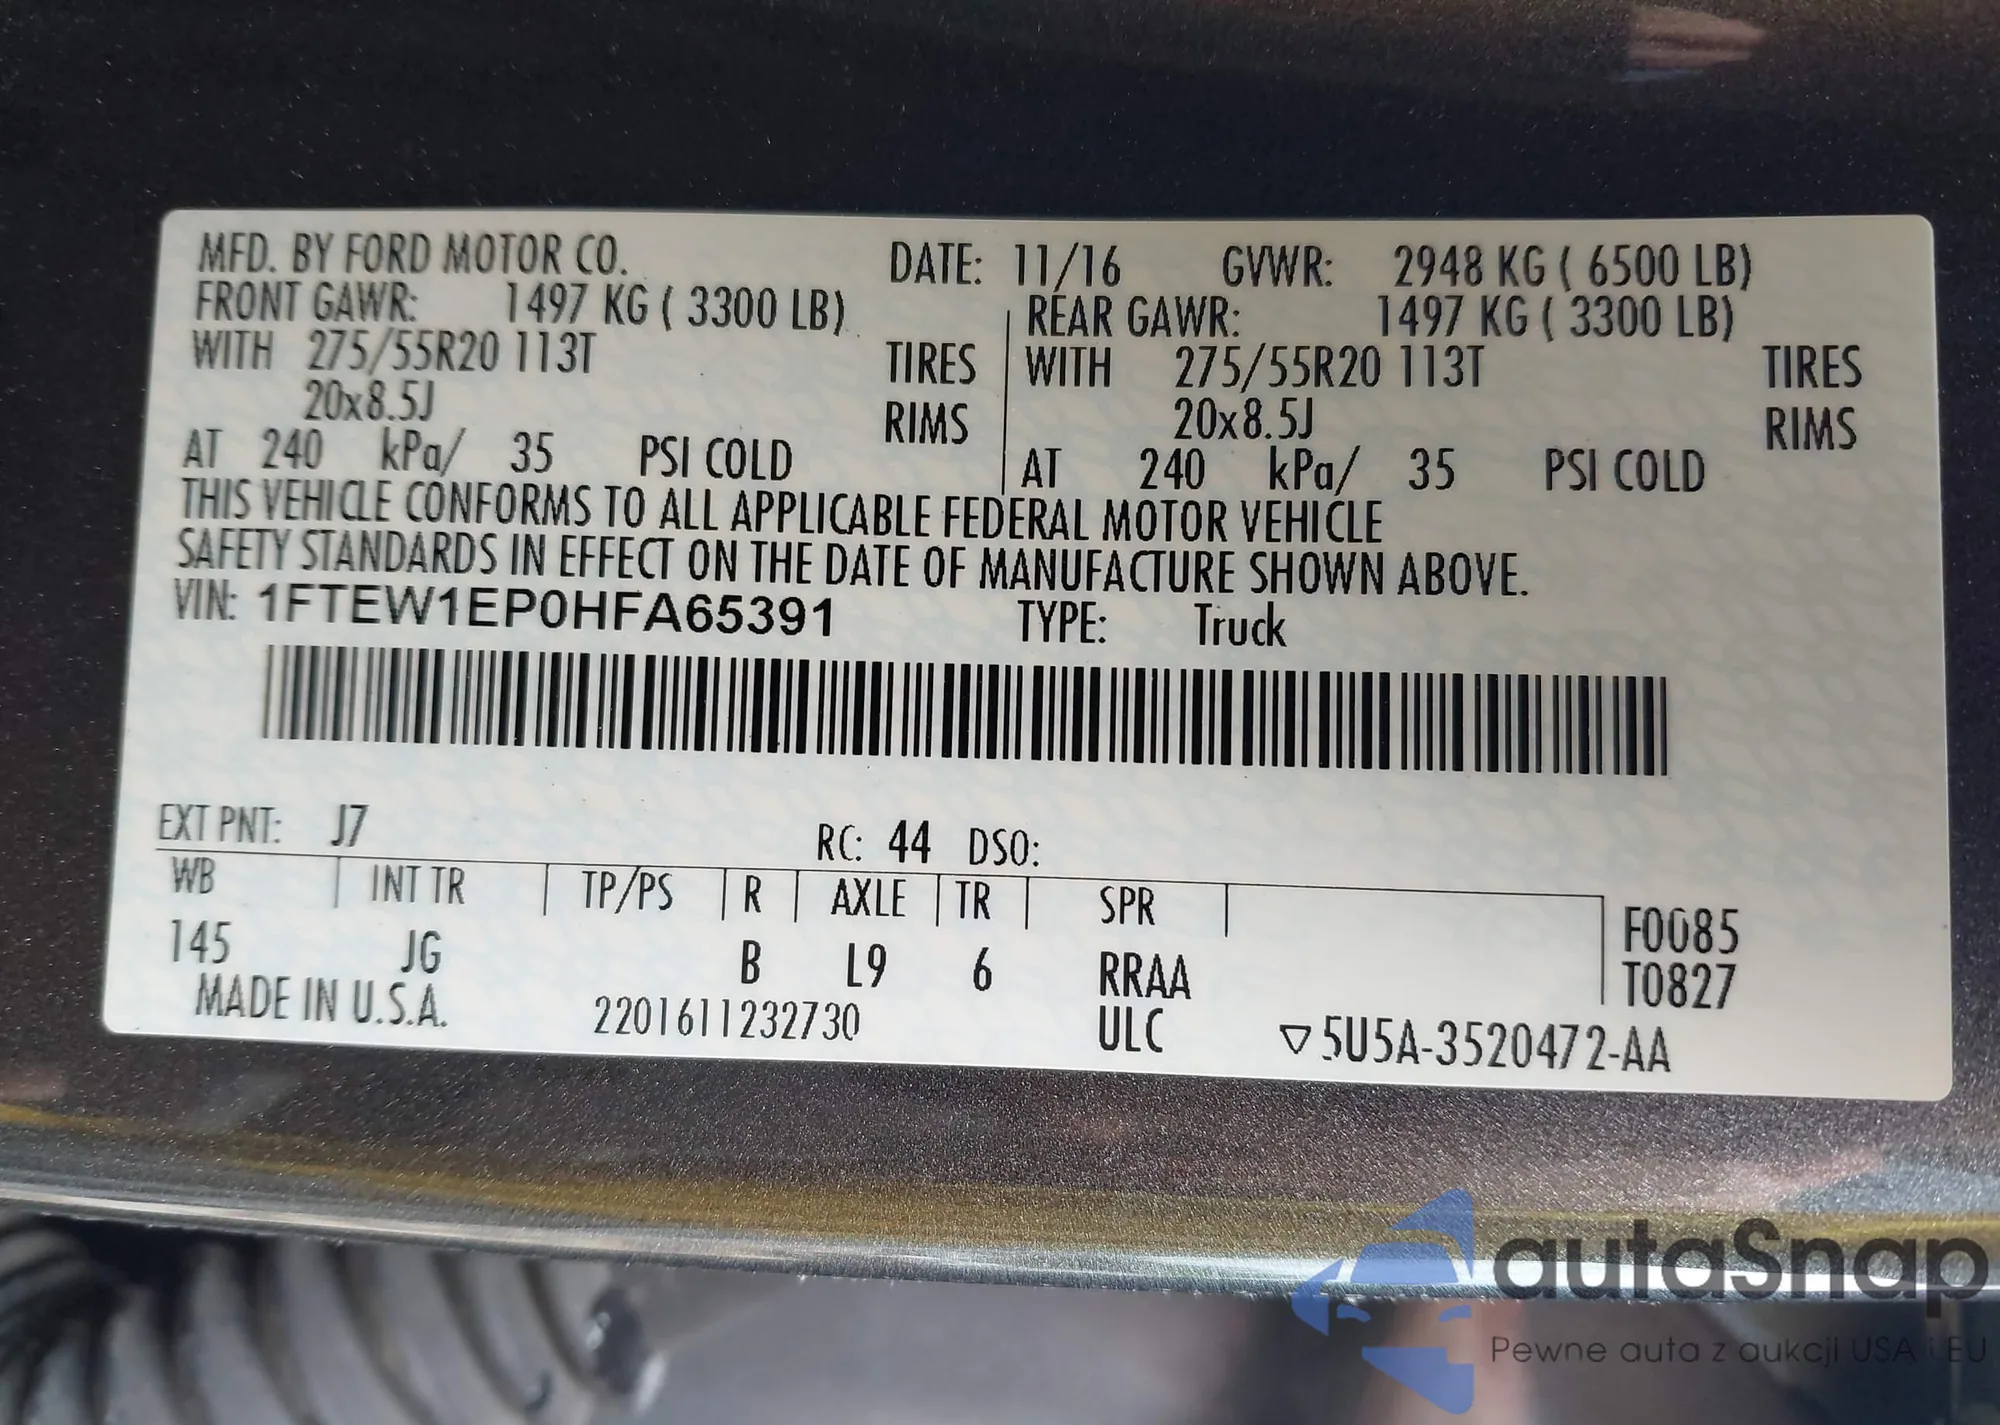 MFD. BY FORD MOTOR CO. DATE: 11/16 GVWR: 2948 KG ( 6500 LB)
FRONT GAWR: 1497 KG ( 3300 LB) REAR GAWR: 1497 KG ( 3300 LB)
WITH 275/55R20 113T TIRES WITH 275/55R20 113T TIRES
20x8.5J RIMS 20x8.5J RIMS
AT 240 kPa/ 35 PSI COLD AT 240 kPa/ 35 PSI COLD
THIS VEHICLE CONFORMS TO ALL APPLICABLE FEDERAL MOTOR VEHICLE
SAFETY STANDARDS IN EFFECT ON THE DATE OF MANUFACTURE SHOWN ABOVE.
VIN: 1FTEW1EP0HFA65391 TYPE: Truck
EXT PNT: J7 RC: 44 DSO:
WB INT TR TP/PS R AXLE TR SPR
145 JG B L9 6 RRAA
F0085
T0827
MADE IN U.S.A. 2201611232730 ULC ▽5U5A-3520472-AA
autaSnap
Pewne auta z aukcji USA i EU